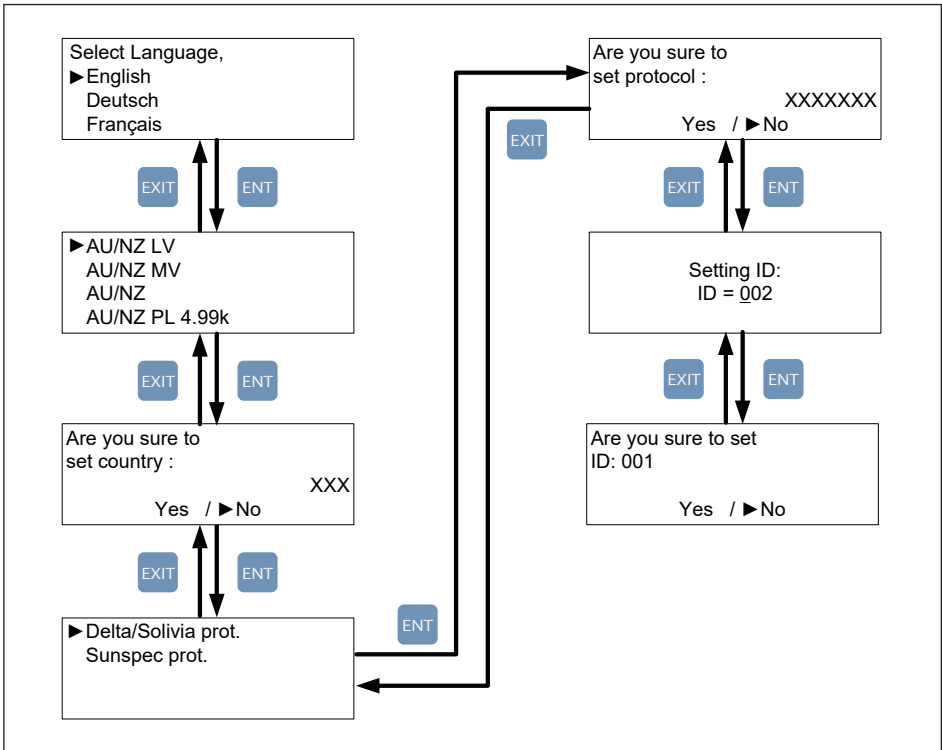 Select Language,
►English
Deutsch
Français
EXIT
ENT
►AU/NZ LV
AU/NZ MV
AU/NZ
AU/NZ PL 4.99k
EXIT
ENT
Are you sure to
set country :
XXX
Yes / ►No
EXIT
ENT
►Delta/Solivia prot.
Sunspec prot.
ENT
EXIT
Are you sure to
set protocol :
XXXXXXX
Yes / ►No
EXIT
ENT
Setting ID:
ID = 002
EXIT
ENT
Are you sure to set
ID: 001
Yes / ►No